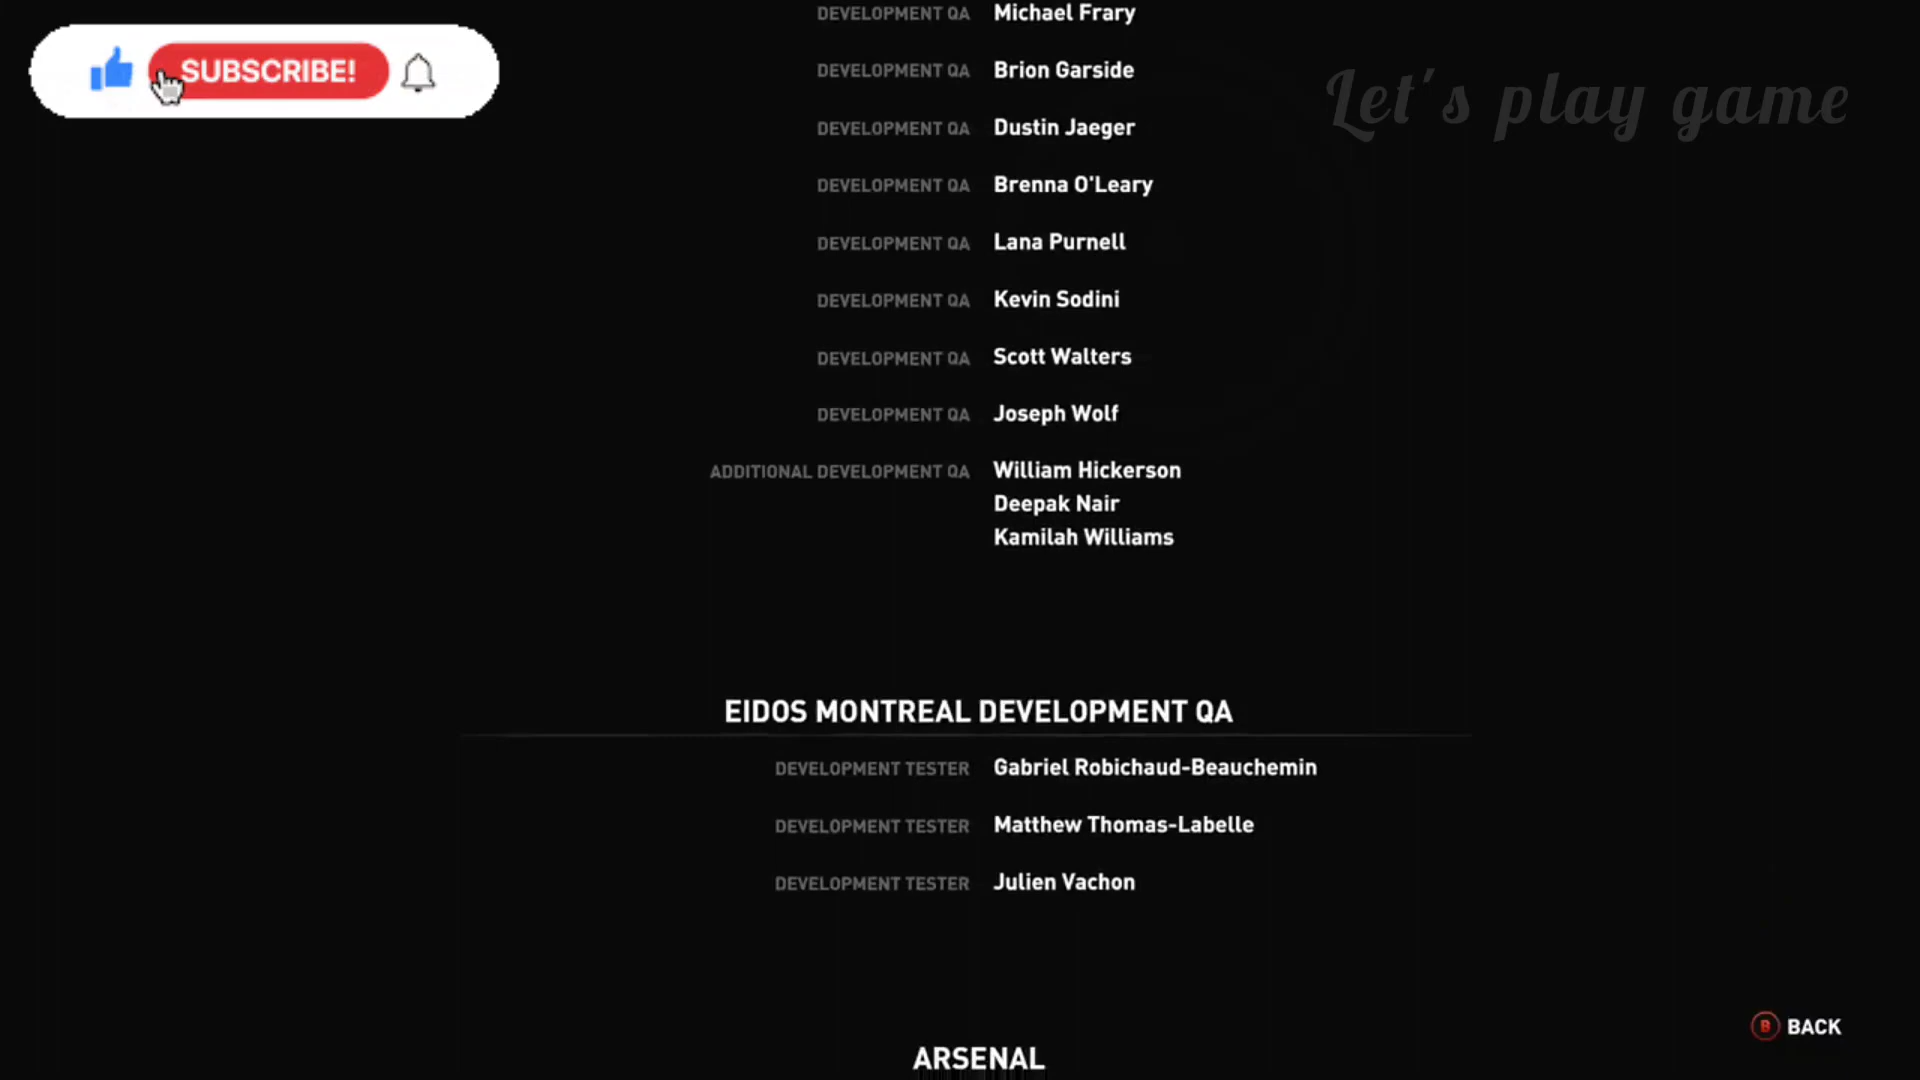 DEVELOPMENT QA Michael Frary
SUBSCRIBE!
Let's play game
DEVELOPMENT QA Brion Garside
DEVELOPMENT QA Dustin Jaeger
DEVELOPMENT QA Brenna O'Leary
DEVELOPMENT QA Lana Purnell
DEVELOPMENT QA Kevin Sodini
DEVELOPMENT QA Scott Walters
DEVELOPMENT QA Joseph Wolf
ADDITIONAL DEVELOPMENT QA William Hickerson
Deepak Nair
Kamilah Williams
EIDOS MONTREAL DEVELOPMENT QA
DEVELOPMENT TESTER Gabriel Robichaud-Beauchemin
DEVELOPMENT TESTER Matthew Thomas-Labelle
DEVELOPMENT TESTER Julien Vachon
B BACK
ARSENAL